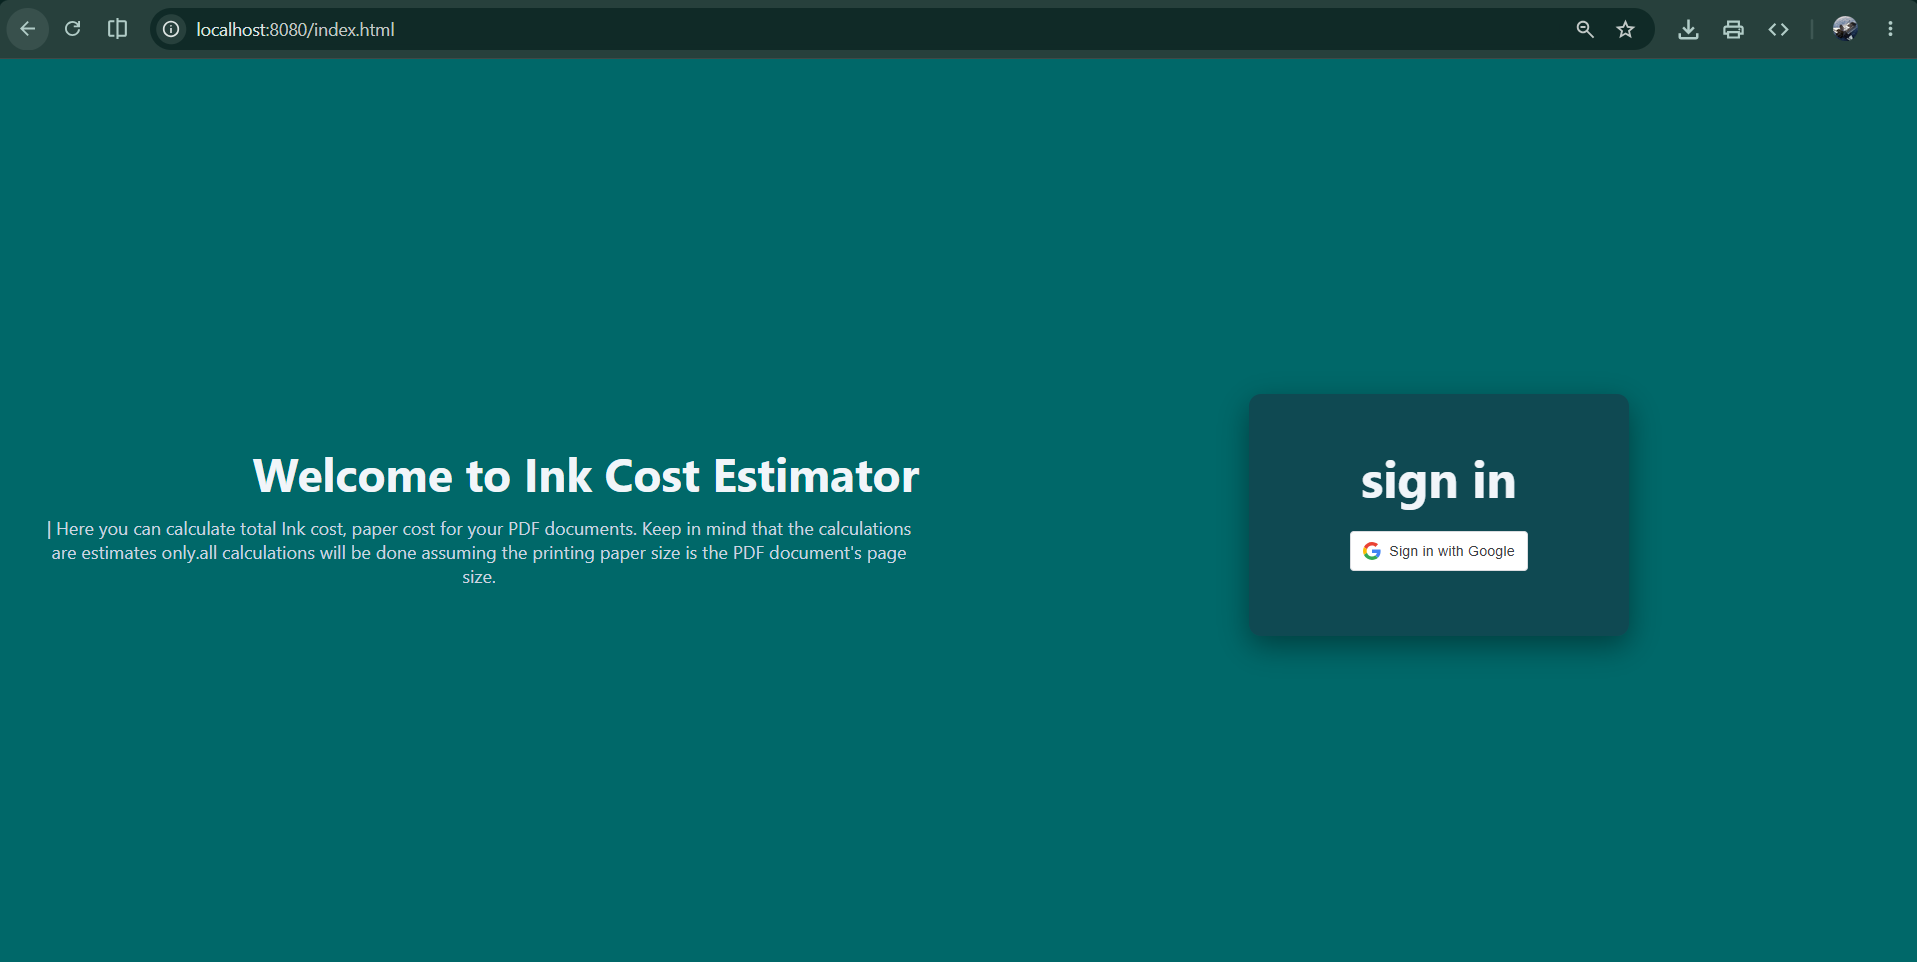 localhost:8080/index.html
Welcome to Ink Cost Estimator
| Here you can calculate total Ink cost, paper cost for your PDF documents. Keep in mind that the calculations
are estimates only.all calculations will be done assuming the printing paper size is the PDF document's page
size.
sign in
Sign in with Google